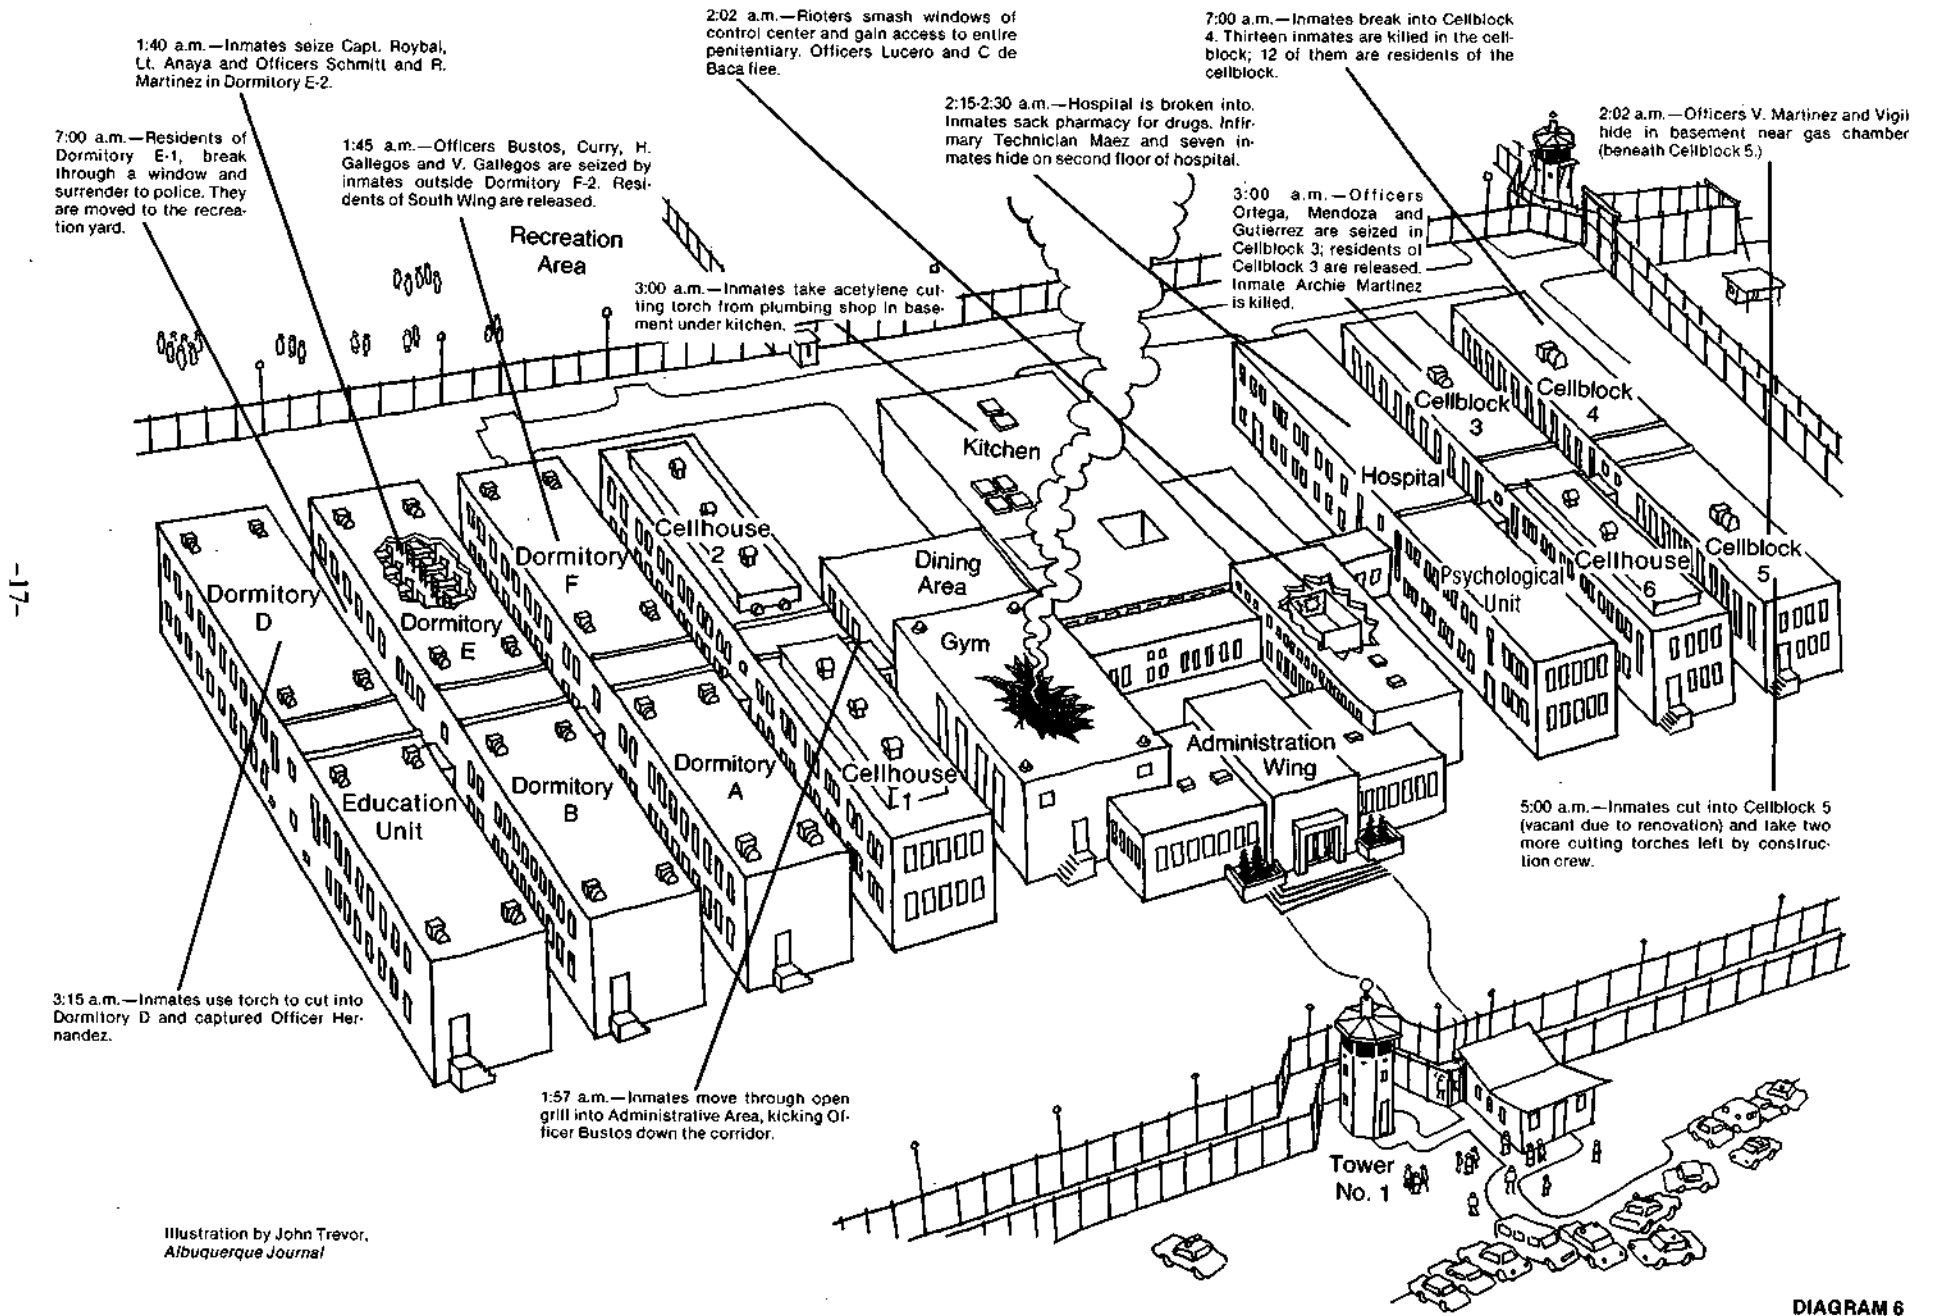 2:02 a.m.—Rioters smash windows of
control center and gain access to entire
penitentiary. Officers Lucero and C de
Baca flee.
7:00 a.m.—Inmates break into Cellblock
4. Thirteen inmates are killed in the cell-
block; 12 of them are residents of the
cellblock.
1:40 a.m.—Inmates seize Capt. Roybal,
Lt. Anaya and Officers Schmitt and R.
Martinez in Dormitory E-2.
2:15-2:30 a.m.—Hospital is broken into.
Inmates sack pharmacy for drugs. Infir-
mary Technician Maez and seven in-
mates hide on second floor of hospital.
2:02 a.m.—Officers V. Martinez and Vigil
hide in basement near gas chamber
(beneath Cellblock 5.)
7:00 a.m.—Residents of
Dormitory E-1, break
through a window and
surrender to police. They
are moved to the recrea-
tion yard.
1:45 a.m.—Officers Bustos, Curry, H.
Gallegos and V. Gallegos are seized by
inmates outside Dormitory F-2. Resi-
dents of South Wing are released.
3:00 a.m.—Officers
Ortega, Mendoza and
Gutierrez are seized in
Cellblock 3; residents of
Cellblock 3 are released.
Inmate Archie Martinez
is killed.
Recreation
Area
3:00 a.m.—Inmates take acetylene cut-
ting torch from plumbing shop in base-
ment under kitchen.
Cellblock
4
Cellblock
3
Kitchen
Hospital
Cellhouse
2
Dormitory
F
Dining
Area
Cellblock
5
Cellhouse
6
Psychological
Unit
Dormitory
D
Dormitory
E
Gym
-17-
Administration
Wing
Dormitory
A
Cellhouse
1
Dormitory
B
Education
Unit
5:00 a.m.—Inmates cut into Cellblock 5
(vacant due to renovation) and take two
more cutting torches left by construc-
tion crew.
3:15 a.m.—Inmates use torch to cut into
Dormitory D and captured Officer Her-
nandez.
1:57 a.m.—Inmates move through open
grill into Administrative Area, kicking Of-
ficer Bustos down the corridor.
Tower
No. 1
Illustration by John Trevor,
Albuquerque Journal
DIAGRAM 6